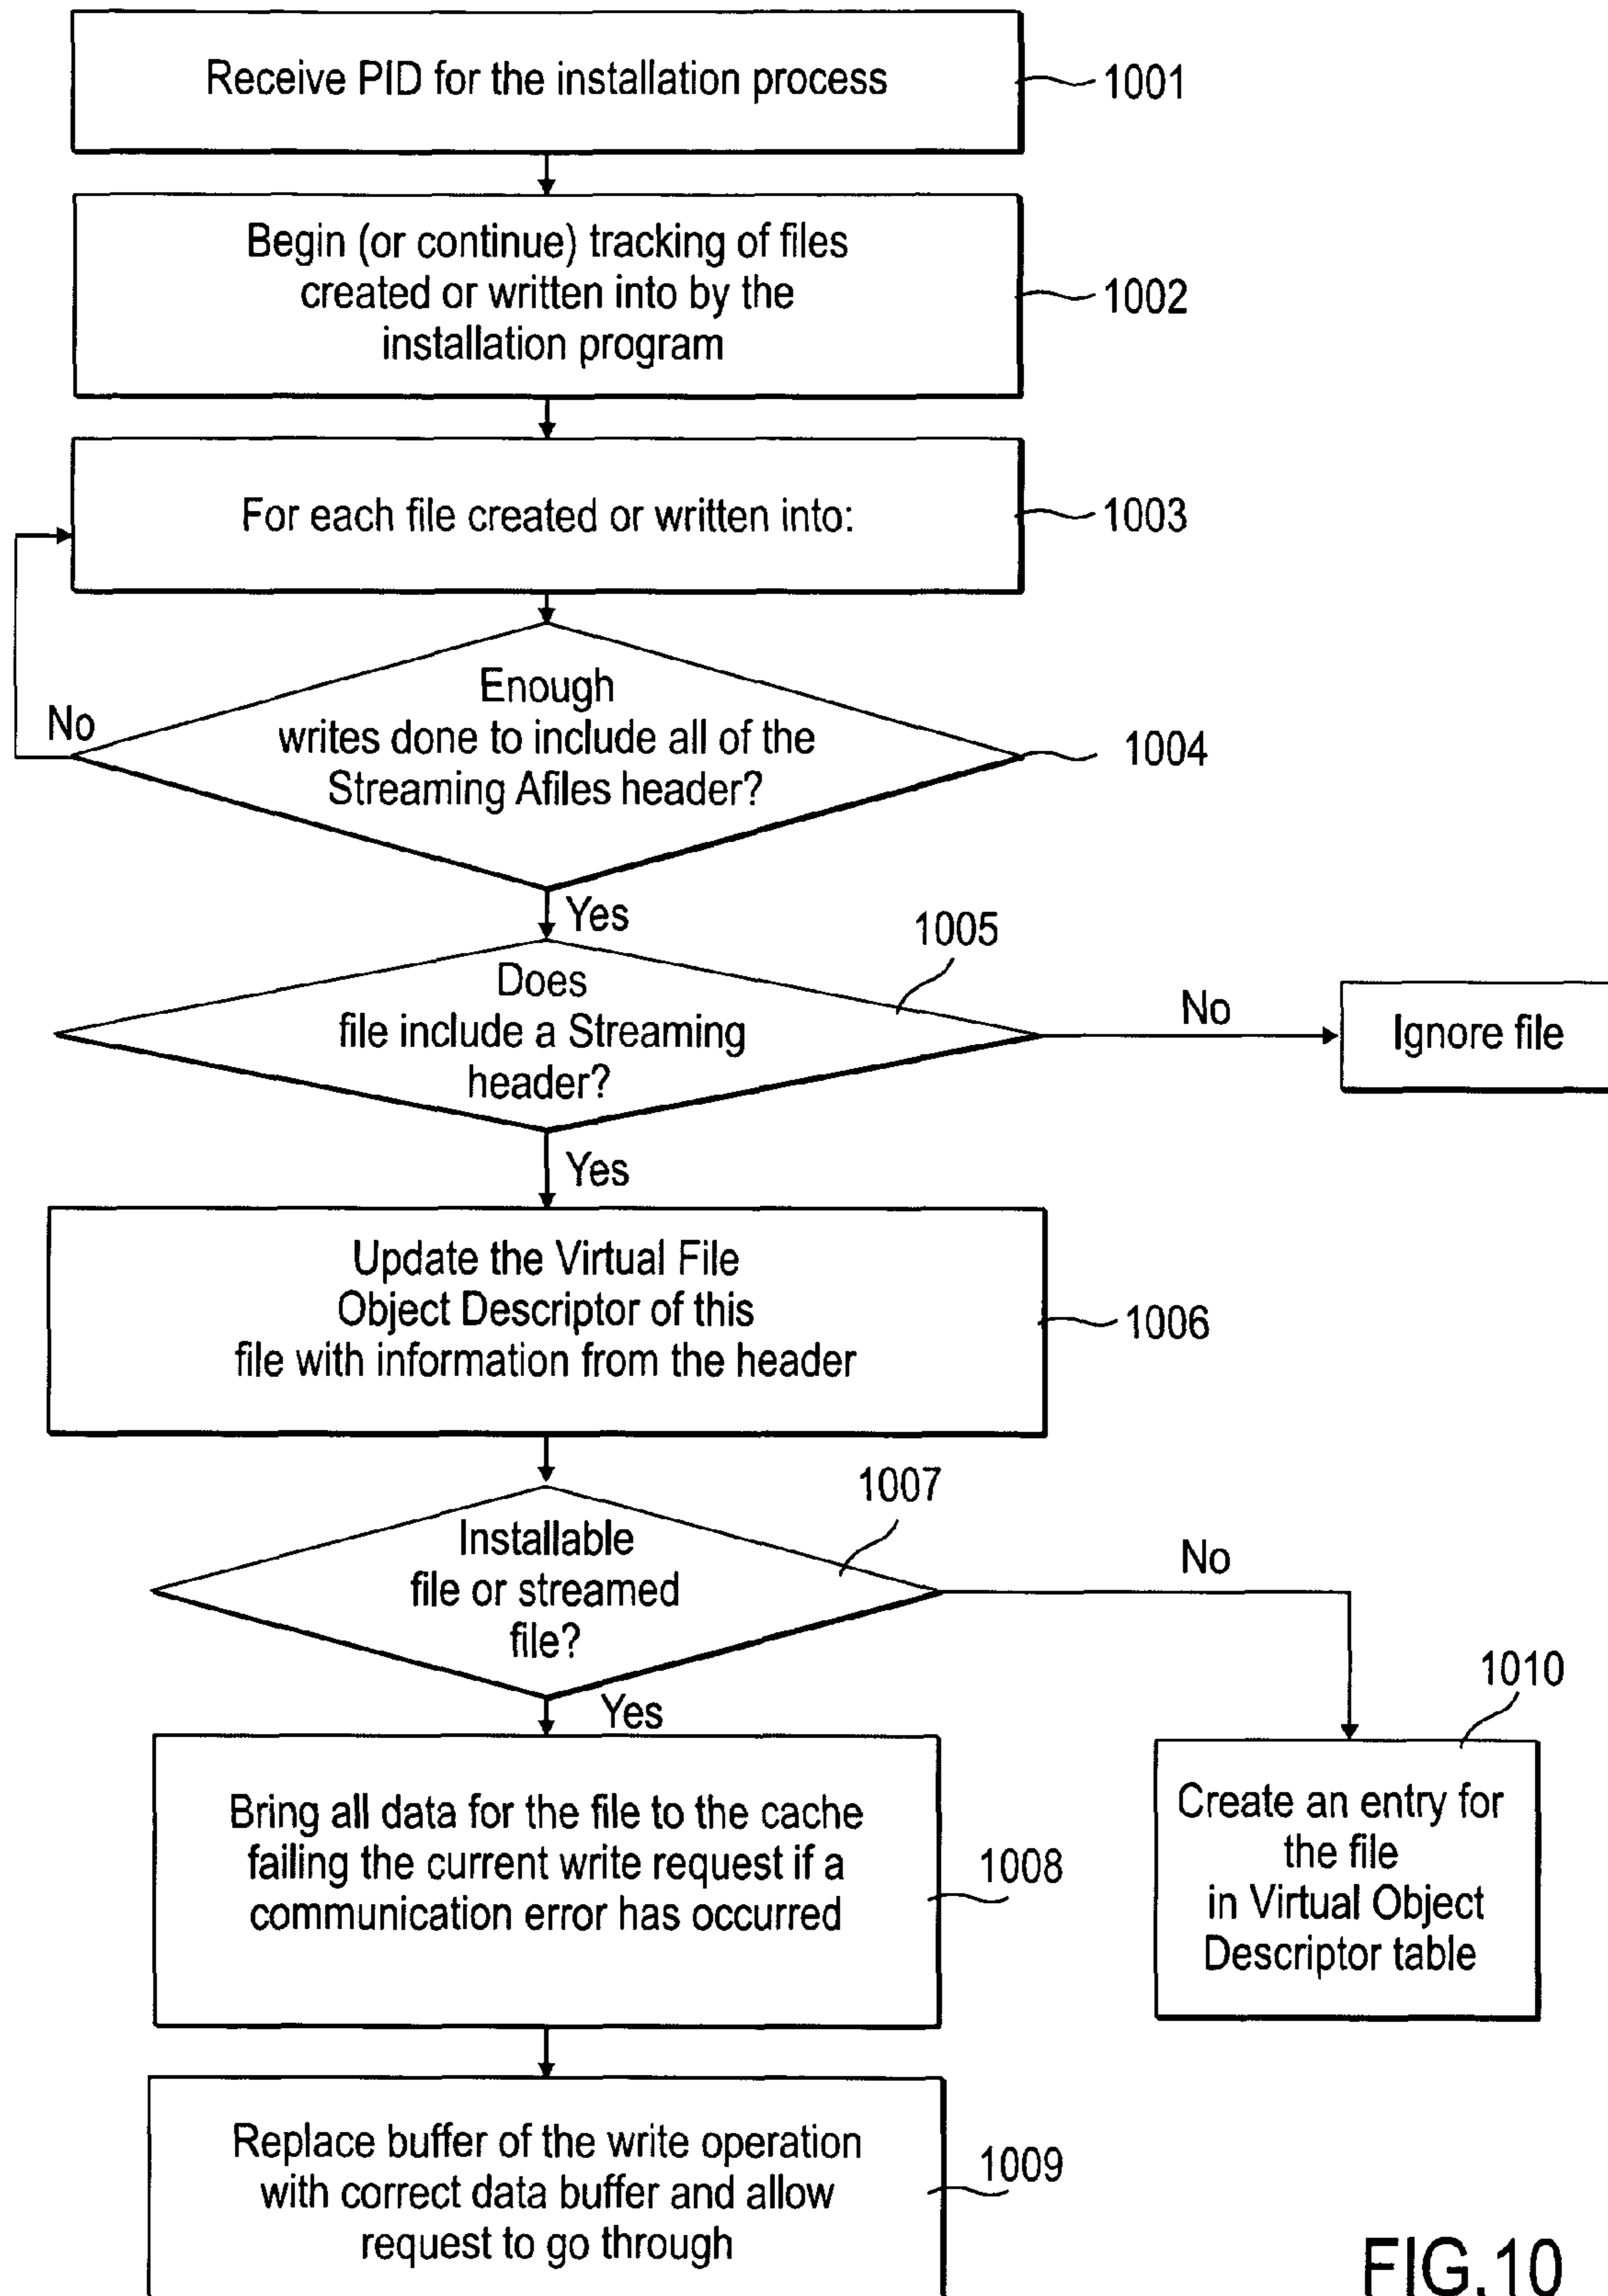 Receive PID for the installation process
1001
Begin (or continue) tracking of files
created or written into by the
installation program
1002
For each file created or written into:
1003
Enough
writes done to include all of the
Streaming Afiles header?
No
1004
Yes
1005
Does
file include a Streaming
header?
No
Ignore file
Yes
Update the Virtual File
Object Descriptor of this
file with information from the header
1006
1007
Installable
file or streamed
file?
No
Yes
1010
Bring all data for the file to the cache
failing the current write request if a
communication error has occurred
1008
Create an entry for
the file
in Virtual Object
Descriptor table
Replace buffer of the write operation
with correct data buffer and allow
request to go through
1009
FIG.10